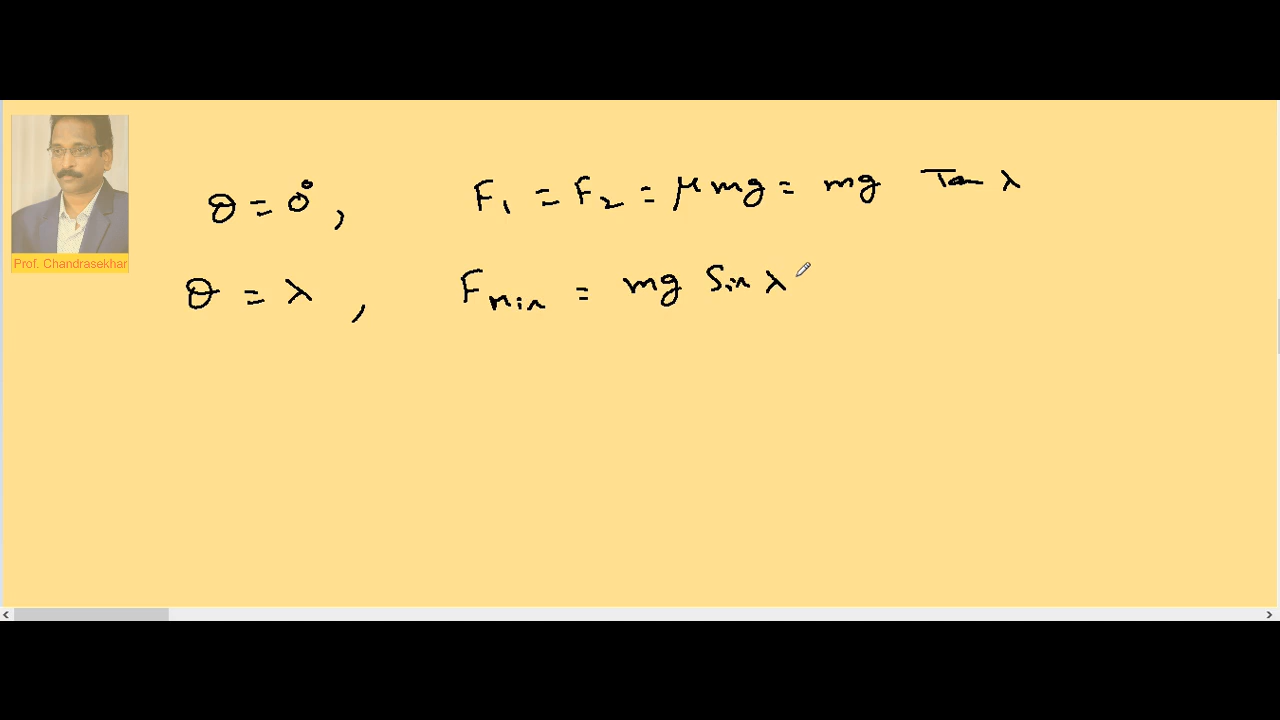 θ = 0°, F₁ = F₂ = μmg = mg Tan λ
Prof. Chandrasekhar
θ = λ, Fmin = mg Sin λ